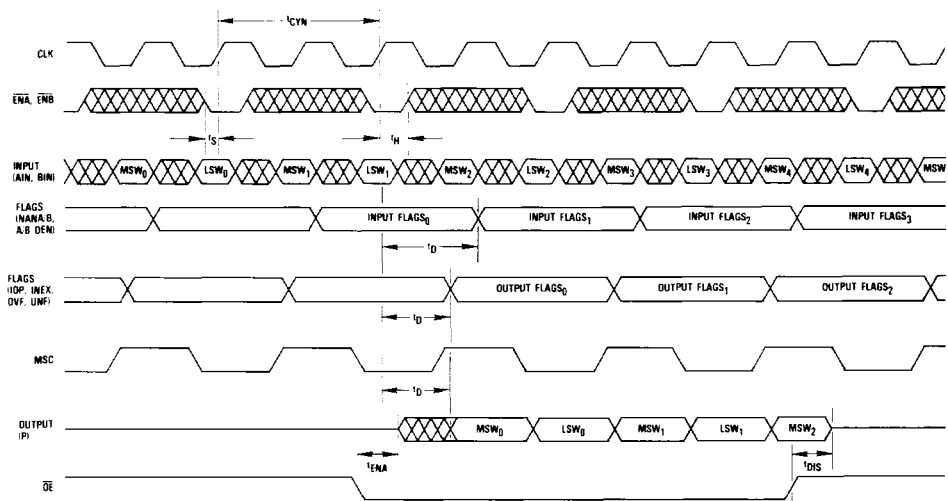 tCYN
CLK
ENA, ENB
tS
tH
INPUT
(AIN, BIN)
MSW0 LSW0 MSW1 LSW1 MSW2 LSW2 MSW3 LSW3 MSW4 LSW4 MSW
FLAGS
(NANA/B,
A/B DEN)
INPUT FLAGS0 INPUT FLAGS1 INPUT FLAGS2 INPUT FLAGS3
tD
FLAGS
(IOP, INEX,
OVF, UNF)
OUTPUT FLAGS0 OUTPUT FLAGS1 OUTPUT FLAGS2
tD
MSC
tD
OUTPUT
(P)
MSW0 LSW0 MSW1 LSW1 MSW2
tENA
tDIS
OE